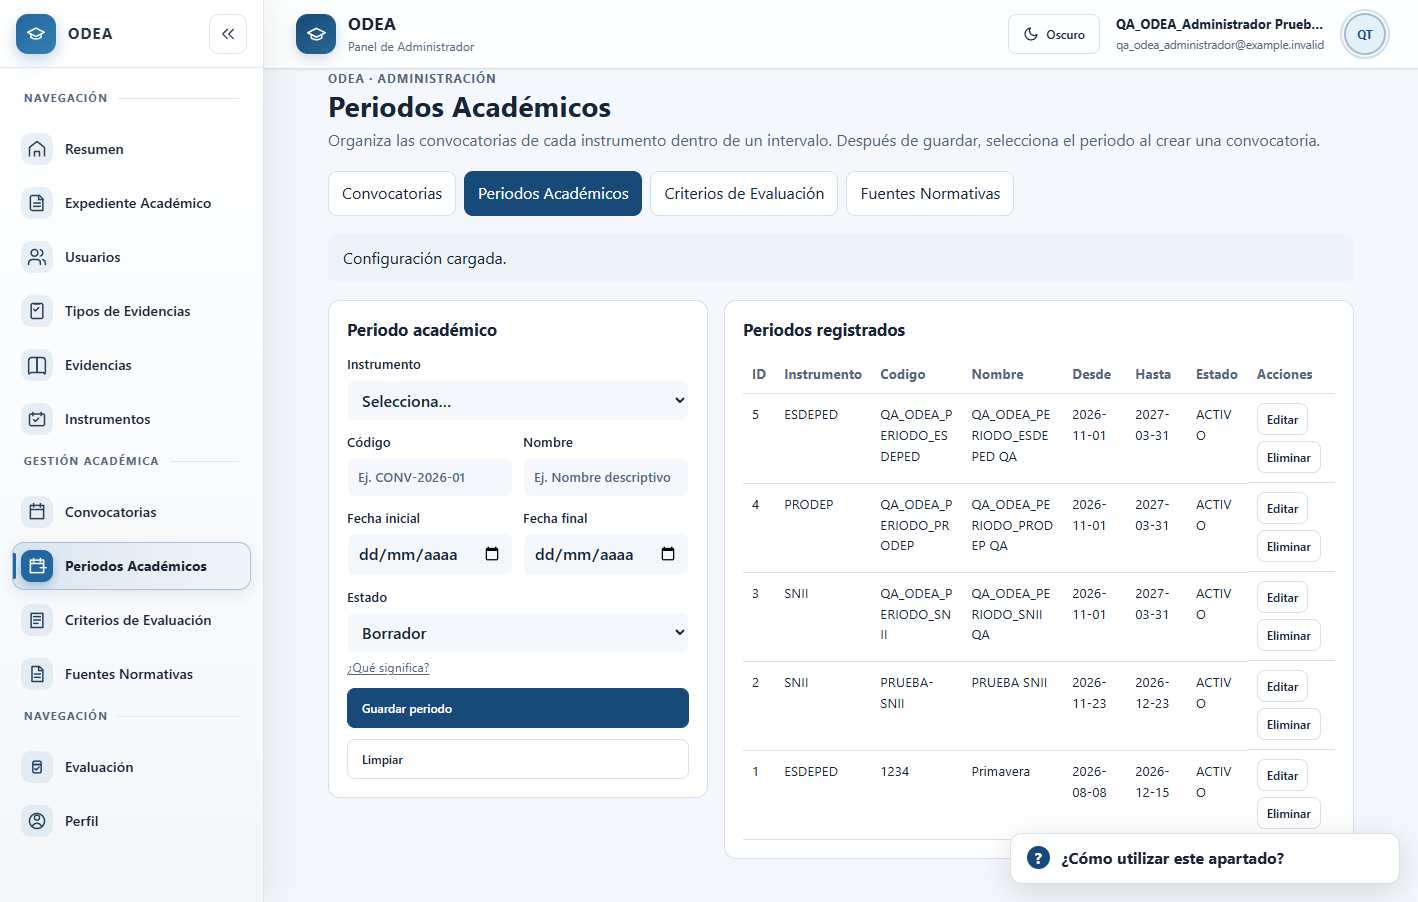 ODEA
NAVEGACIÓN
Resumen
Expediente Académico
Usuarios
Tipos de Evidencias
Evidencias
Instrumentos
GESTIÓN ACADÉMICA
Convocatorias
Periodos Académicos
Criterios de Evaluación
Fuentes Normativas
NAVEGACIÓN
Evaluación
Perfil
ODEA
Panel de Administrador
Oscuro
QA_ODEA_Administrador Prueb...
qa_odea_administrador@example.invalid
QT
ODEA · ADMINISTRACIÓN
Periodos Académicos
Organiza las convocatorias de cada instrumento dentro de un intervalo. Después de guardar, selecciona el periodo al crear una convocatoria.
Convocatorias
Periodos Académicos
Criterios de Evaluación
Fuentes Normativas
Configuración cargada.
Periodo académico
Instrumento
Selecciona...
Código Nombre
Ej. CONV-2026-01 Ej. Nombre descriptivo
Fecha inicial Fecha final
dd/mm/aaaa dd/mm/aaaa
Estado
Borrador
¿Qué significa?
Guardar periodo
Limpiar
Periodos registrados
ID Instrumento Codigo Nombre Desde Hasta Estado Acciones
5 ESDEPED QA_ODEA_P QA_ODEA_PE 2026- 2027- ACTIV Editar
ERIODO_ES RIODO_ESDE 11-01 03-31 O
DEPED PED QA Eliminar
4 PRODEP QA_ODEA_P QA_ODEA_PE 2026- 2027- ACTIV Editar
ERIODO_PR RIODO_PROD 11-01 03-31 O
ODEP EP QA Eliminar
3 SNII QA_ODEA_P QA_ODEA_PE 2026- 2027- ACTIV Editar
ERIODO_SN RIODO_SNII 11-01 03-31 O
II QA Eliminar
2 SNII PRUEBA- PRUEBA SNII 2026- 2026- ACTIV Editar
SNII 11-23 12-23 O
Eliminar
1 ESDEPED 1234 Primavera 2026- 2026- ACTIV Editar
08-08 12-15 O
Eliminar
? ¿Cómo utilizar este apartado?